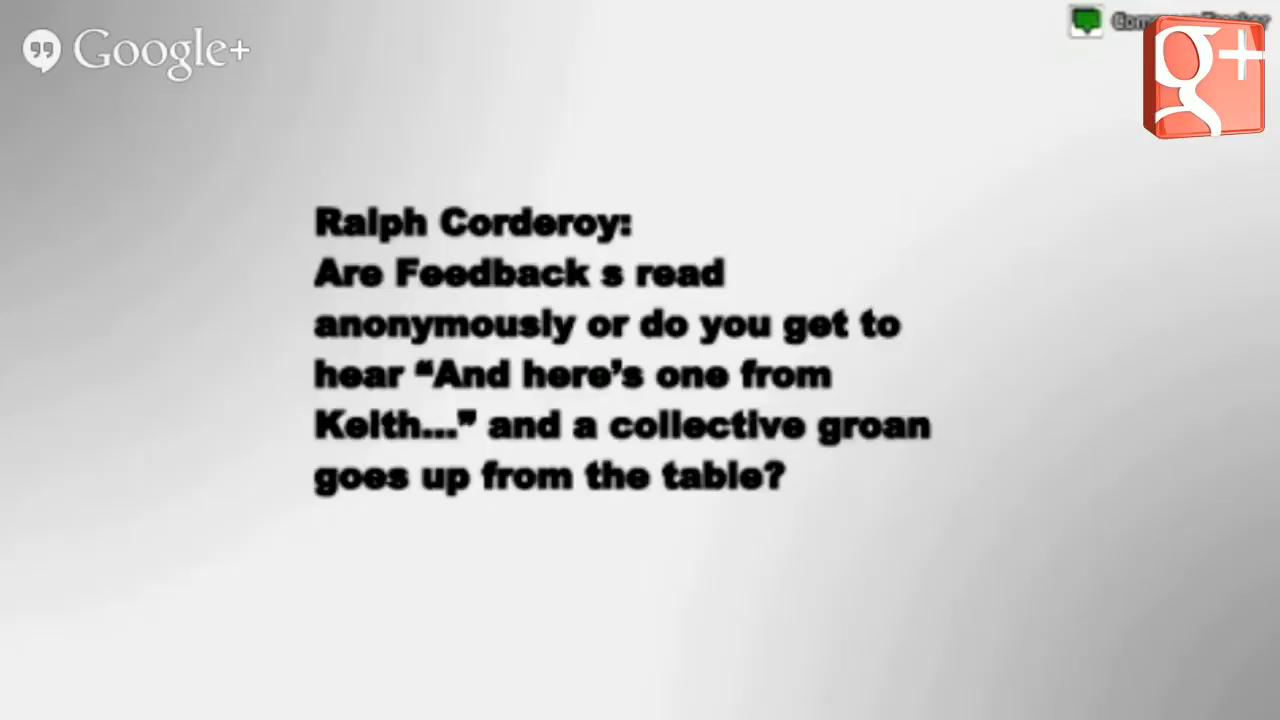 Google+
g+
Ralph Corderoy:
Are Feedback s read
anonymously or do you get to
hear “And here’s one from
Keith...” and a collective groan
goes up from the table?